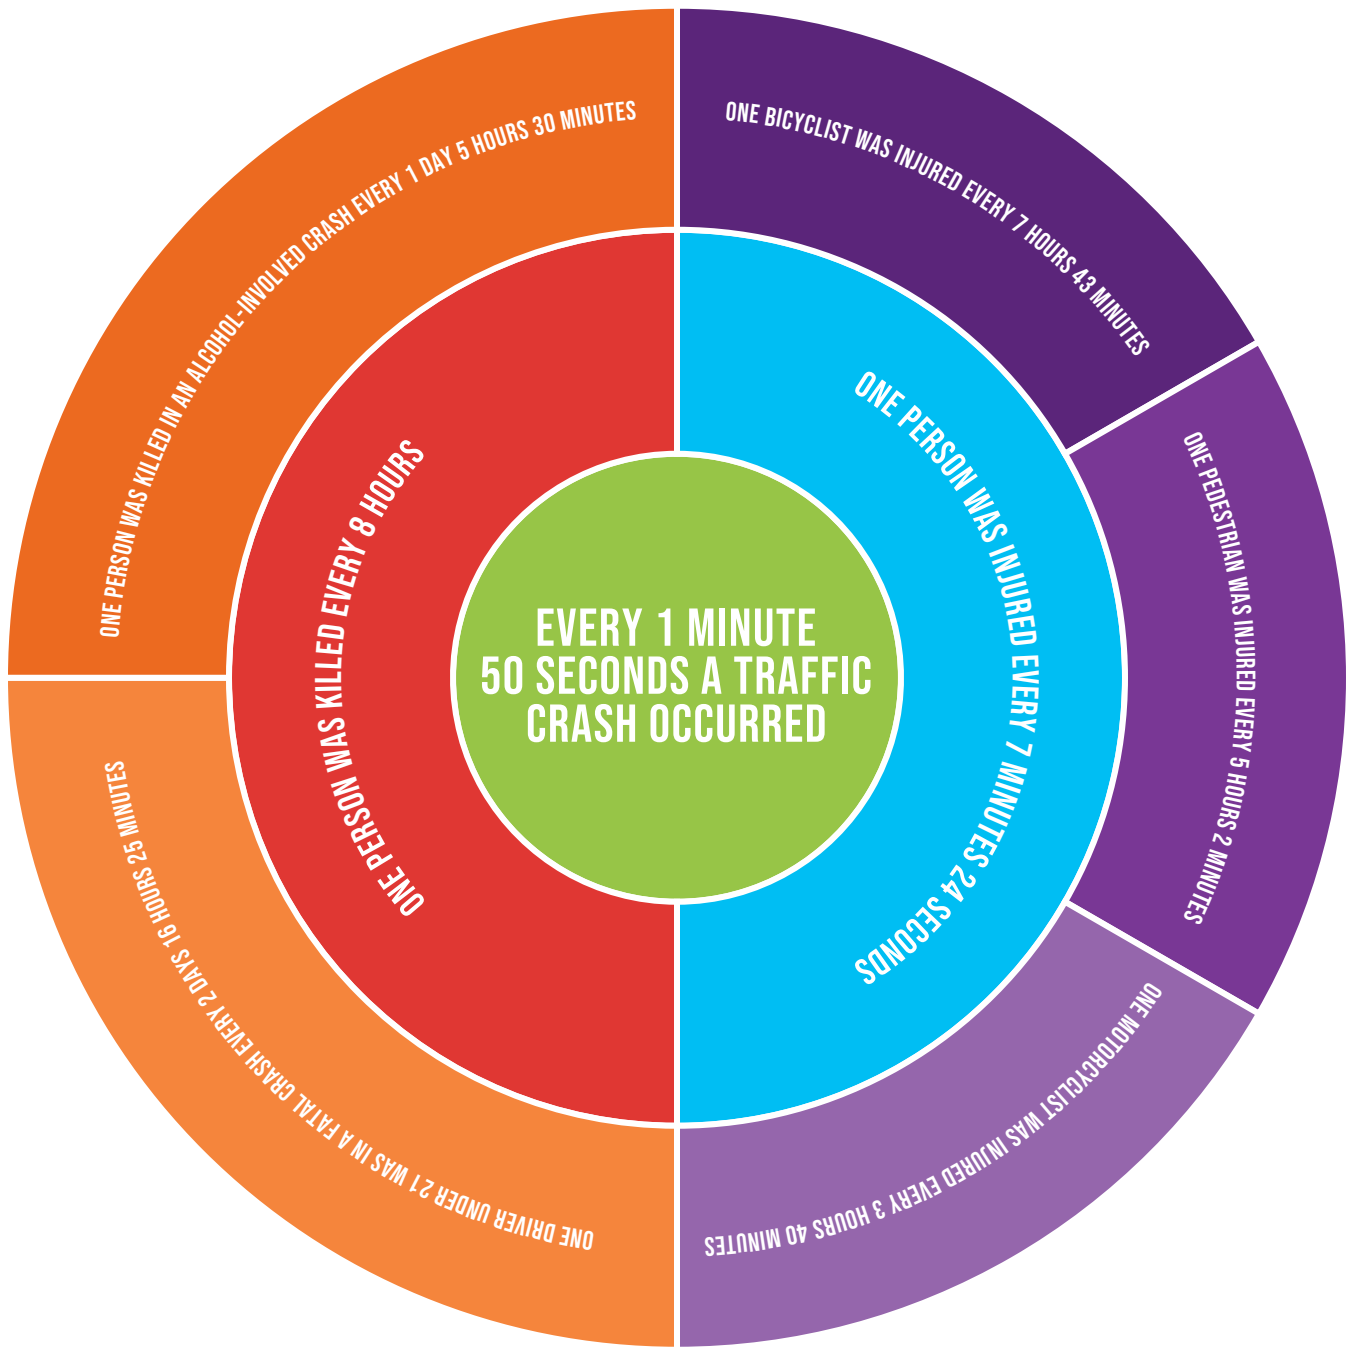 EVERY 1 MINUTE
50 SECONDS A TRAFFIC
CRASH OCCURRED
ONE PERSON WAS KILLED EVERY 8 HOURS
ONE PERSON WAS INJURED EVERY 7 MINUTES 24 SECONDS
ONE PERSON WAS KILLED IN AN ALCOHOL-INVOLVED CRASH EVERY 1 DAY 5 HOURS 30 MINUTES
ONE DRIVER UNDER 21 WAS IN A FATAL CRASH EVERY 2 DAYS 16 HOURS 25 MINUTES
ONE BICYCLIST WAS INJURED EVERY 7 HOURS 43 MINUTES
ONE PEDESTRIAN WAS INJURED EVERY 5 HOURS 2 MINUTES
ONE MOTORCYCLIST WAS INJURED EVERY 3 HOURS 40 MINUTES